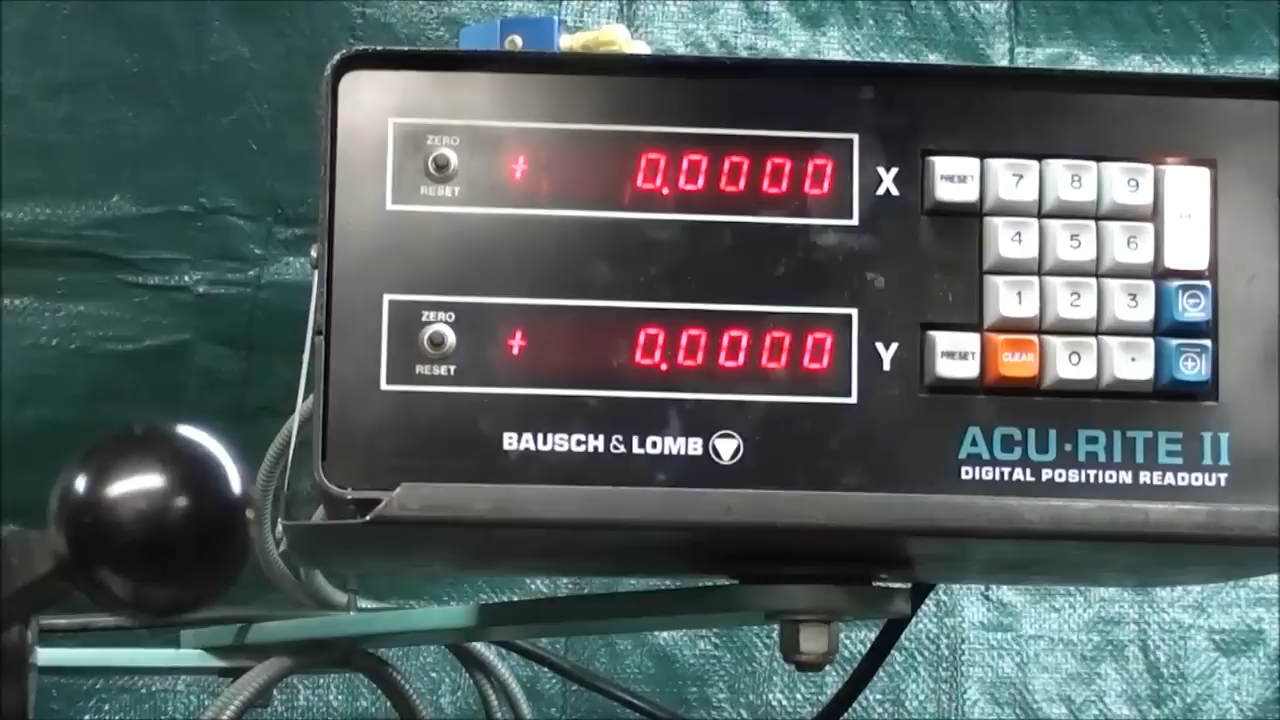 ZERO
RESET
+ 0.0000
X
PRESET 7 8 9
4 5 6
1 2 3
ZERO
RESET
+ 0.0000
Y
PRESET CLEAR 0 .
BAUSCH & LOMB
ACU·RITE II
DIGITAL POSITION READOUT